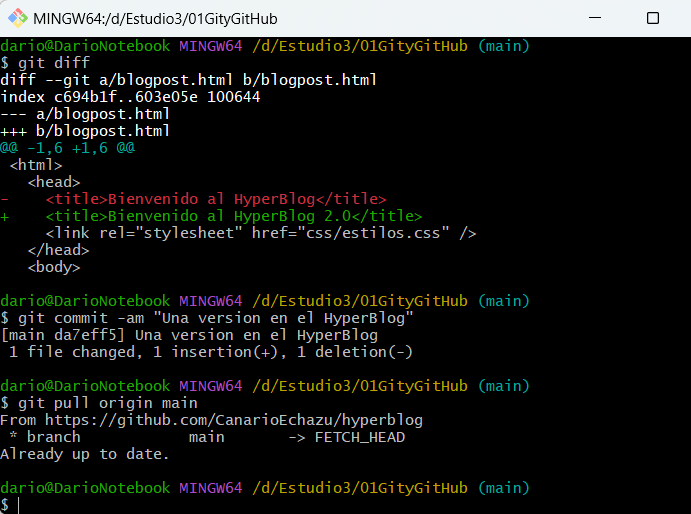 MINGW64:/d/Estudio3/01GityGitHub
dario@DarioNotebook MINGW64 /d/Estudio3/01GityGitHub (main)
$ git diff
diff --git a/blogpost.html b/blogpost.html
index c694b1f..603e05e 100644
--- a/blogpost.html
+++ b/blogpost.html
@@ -1,6 +1,6 @@
 <html>
   <head>
-    <title>Bienvenido al HyperBlog</title>
+    <title>Bienvenido al HyperBlog 2.0</title>
     <link rel="stylesheet" href="css/estilos.css" />
   </head>
   <body>
dario@DarioNotebook MINGW64 /d/Estudio3/01GityGitHub (main)
$ git commit -am "Una version en el HyperBlog"
[main da7eff5] Una version en el HyperBlog
 1 file changed, 1 insertion(+), 1 deletion(-)
dario@DarioNotebook MINGW64 /d/Estudio3/01GityGitHub (main)
$ git pull origin main
From https://github.com/CanarioEchazu/hyperblog
 * branch            main       -> FETCH_HEAD
Already up to date.
dario@DarioNotebook MINGW64 /d/Estudio3/01GityGitHub (main)
$